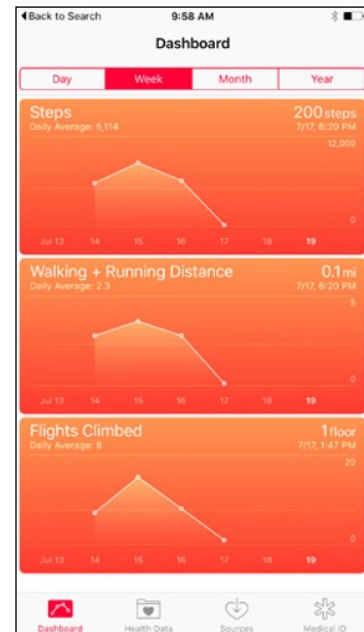 Back to Search 9:58 AM
Dashboard
Day Week Month Year
Steps 200 steps
Daily Average: 5,114 7/17, 6:20 PM
12,000
0
Jul 13 14 15 16 17 18 19
Walking + Running Distance 0.1 mi
Daily Average: 2.3 7/17, 6:20 PM
5
0
Jul 13 14 15 16 17 18 19
Flights Climbed 1 floor
Daily Average: 8 7/17, 1:47 PM
20
0
Jul 13 14 15 16 17 18 19
Dashboard Health Data Sources Medical ID